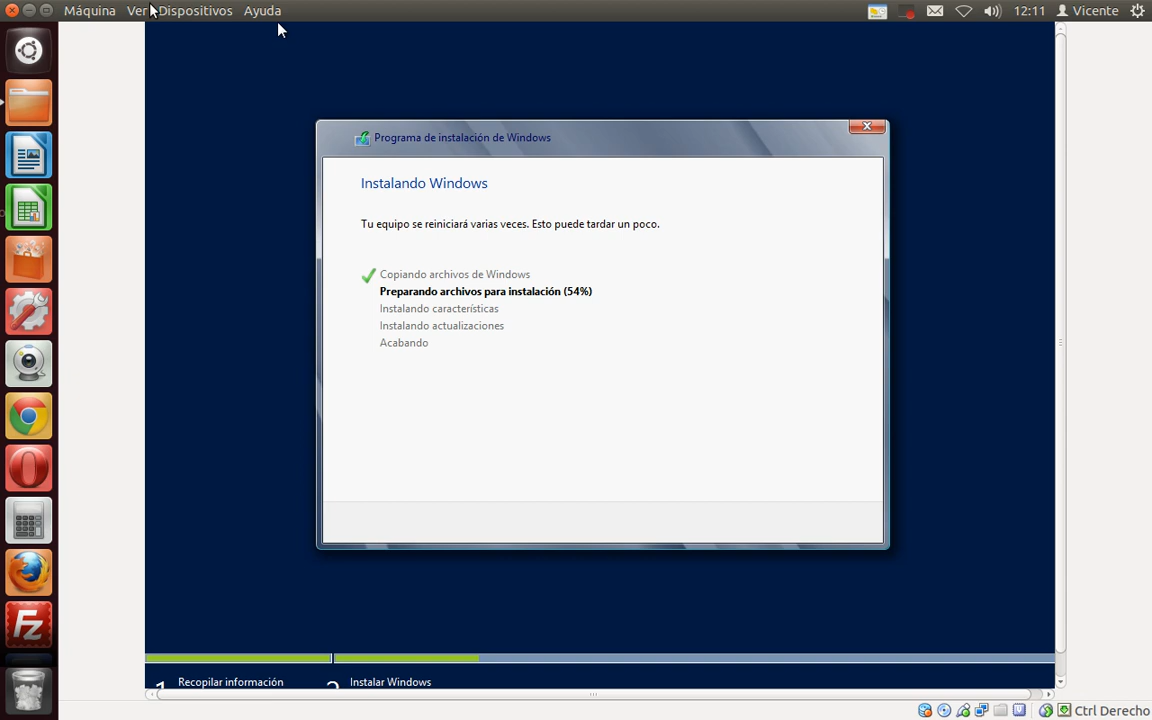 Máquina Ver Dispositivos Ayuda 12:11 Vicente
Programa de instalación de Windows
Instalando Windows
Tu equipo se reiniciará varias veces. Esto puede tardar un poco.
Copiando archivos de Windows
Preparando archivos para instalación (54%)
Instalando características
Instalando actualizaciones
Acabando
1 Recopilar información 2 Instalar Windows
Ctrl Derecho